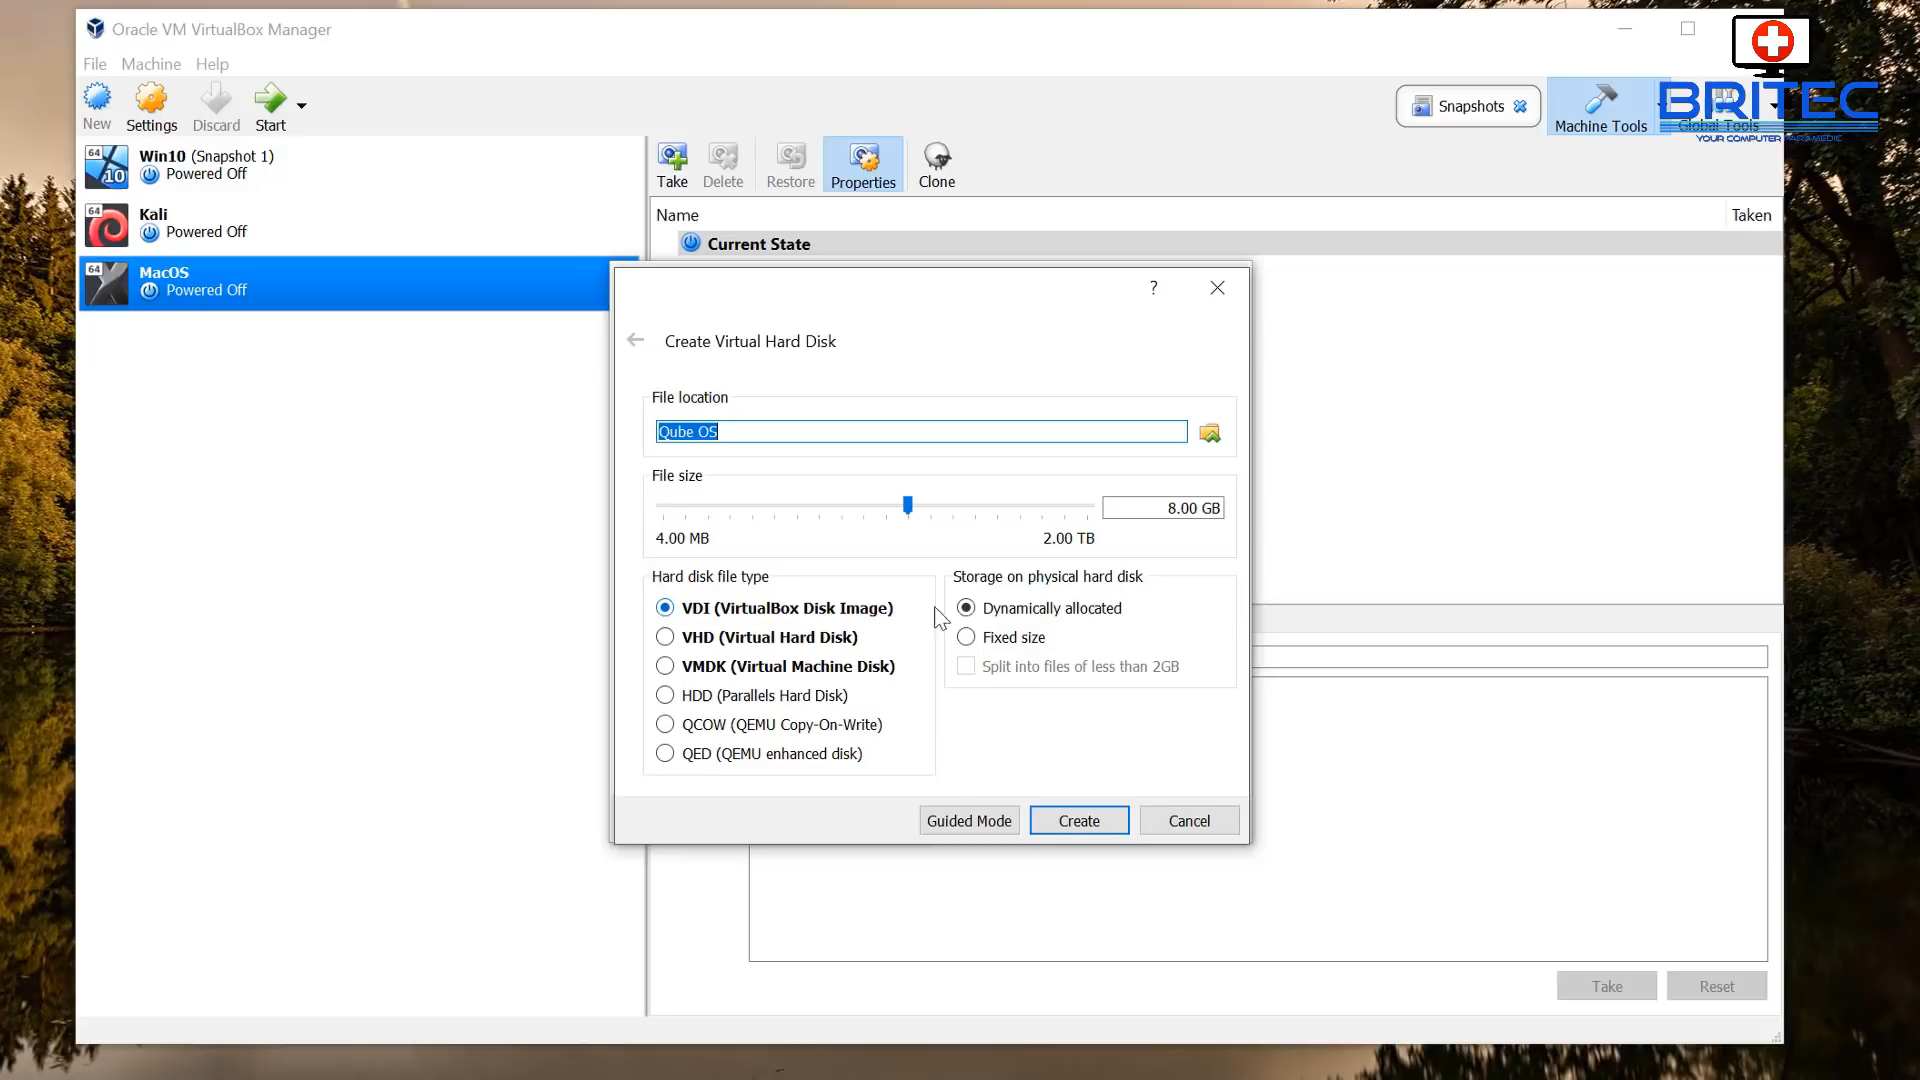 Oracle VM VirtualBox Manager
File Machine Help
New Settings Discard Start
Snapshots
Machine Tools
Global Tools
BRITEC
YOUR COMPUTER PARAMEDIC
64 10 Win10 (Snapshot 1)
Powered Off
64 Kali
Powered Off
64 MacOS
Powered Off
Take Delete Restore Properties Clone
Name Taken
Current State
?
Create Virtual Hard Disk
File location
Qube OS
File size
8.00 GB
4.00 MB 2.00 TB
Hard disk file type
VDI (VirtualBox Disk Image)
VHD (Virtual Hard Disk)
VMDK (Virtual Machine Disk)
HDD (Parallels Hard Disk)
QCOW (QEMU Copy-On-Write)
QED (QEMU enhanced disk)
Storage on physical hard disk
Dynamically allocated
Fixed size
Split into files of less than 2GB
Guided Mode Create Cancel
Take Reset